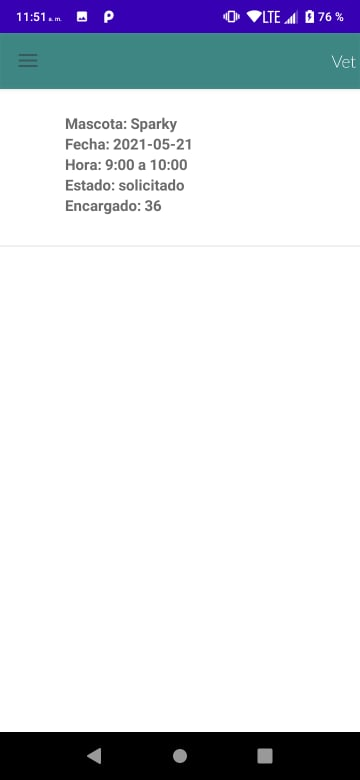 11:51 a. m. LTE 76 %
Vet
Mascota: Sparky
Fecha: 2021-05-21
Hora: 9:00 a 10:00
Estado: solicitado
Encargado: 36